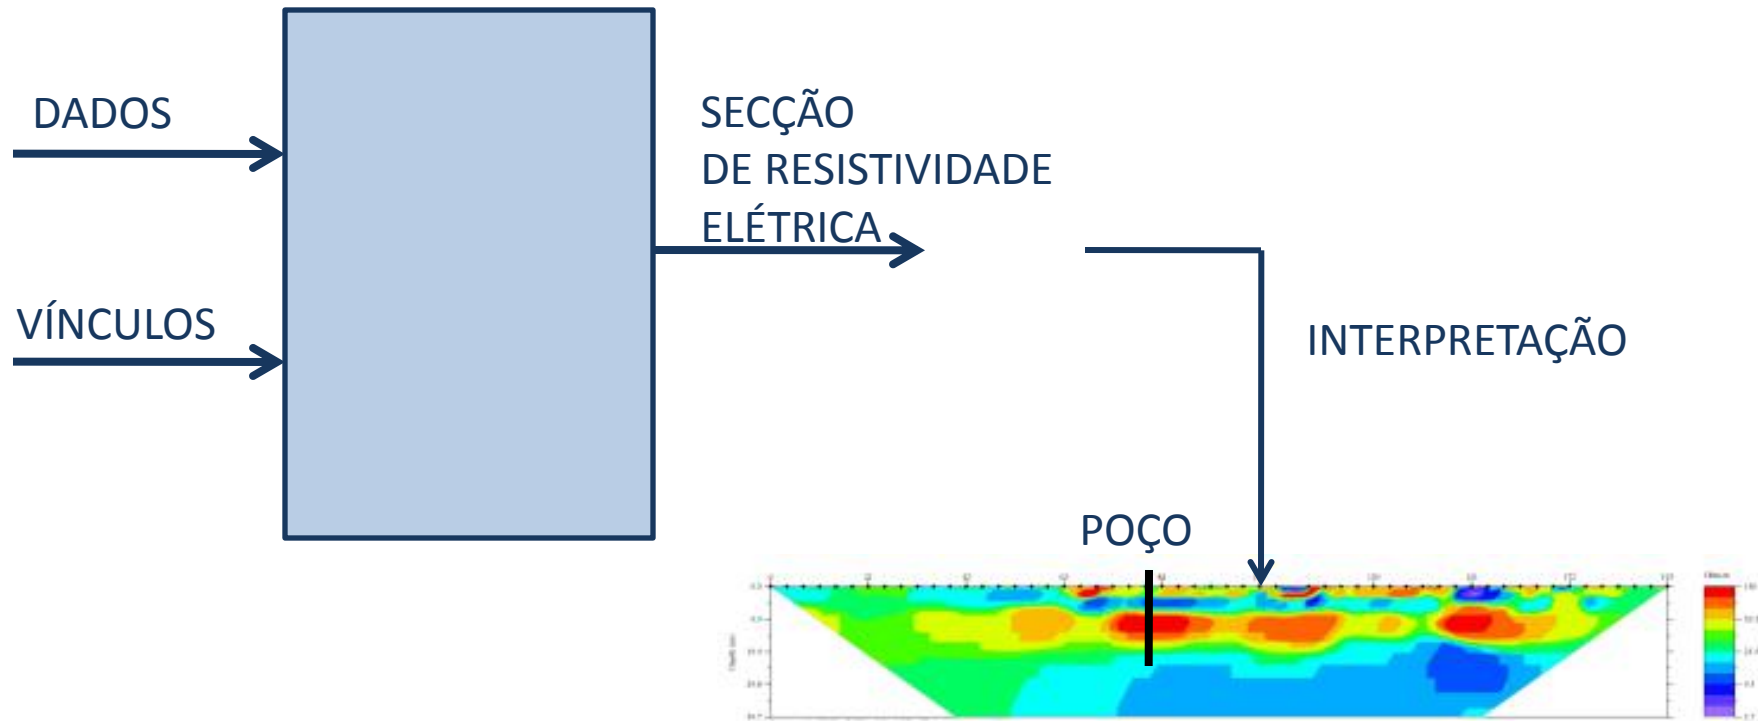 DADOS
SECÇÃO
DE RESISTIVIDADE
ELÉTRICA
VÍNCULOS
INTERPRETAÇÃO
POÇO